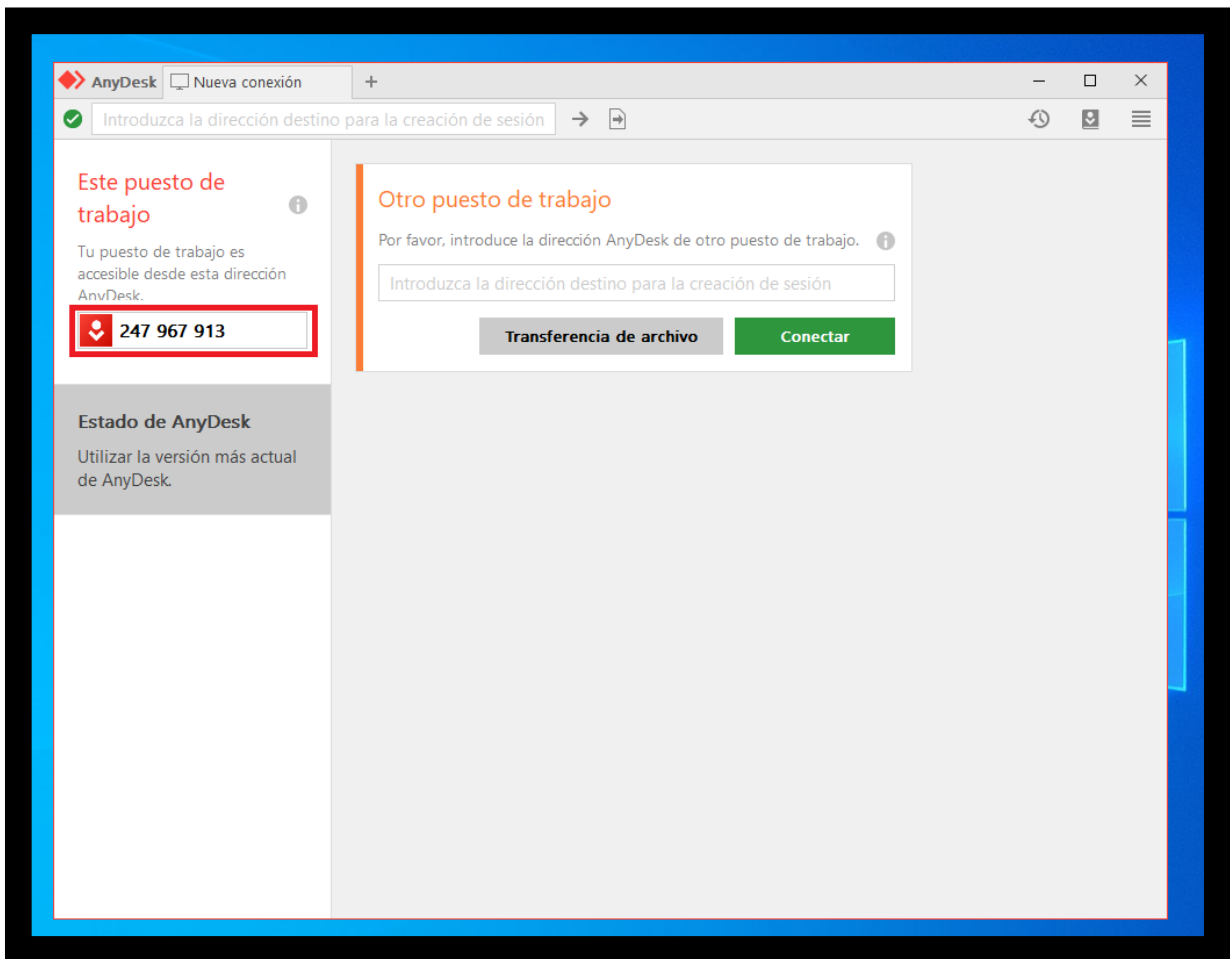 AnyDesk
Nueva conexión
Introduzca la dirección destino para la creación de sesión
Este puesto de
trabajo
Tu puesto de trabajo es
accesible desde esta dirección
AnyDesk.
247 967 913
Estado de AnyDesk
Utilizar la versión más actual
de AnyDesk.
Otro puesto de trabajo
Por favor, introduce la dirección AnyDesk de otro puesto de trabajo.
Introduzca la dirección destino para la creación de sesión
Transferencia de archivo
Conectar